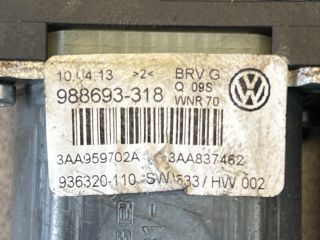 10.04.13 >2< BRV G
Q 09S
988693-318 WNR 70
3AA959702A 3AA837462
936320-110 SW 533/HW 002